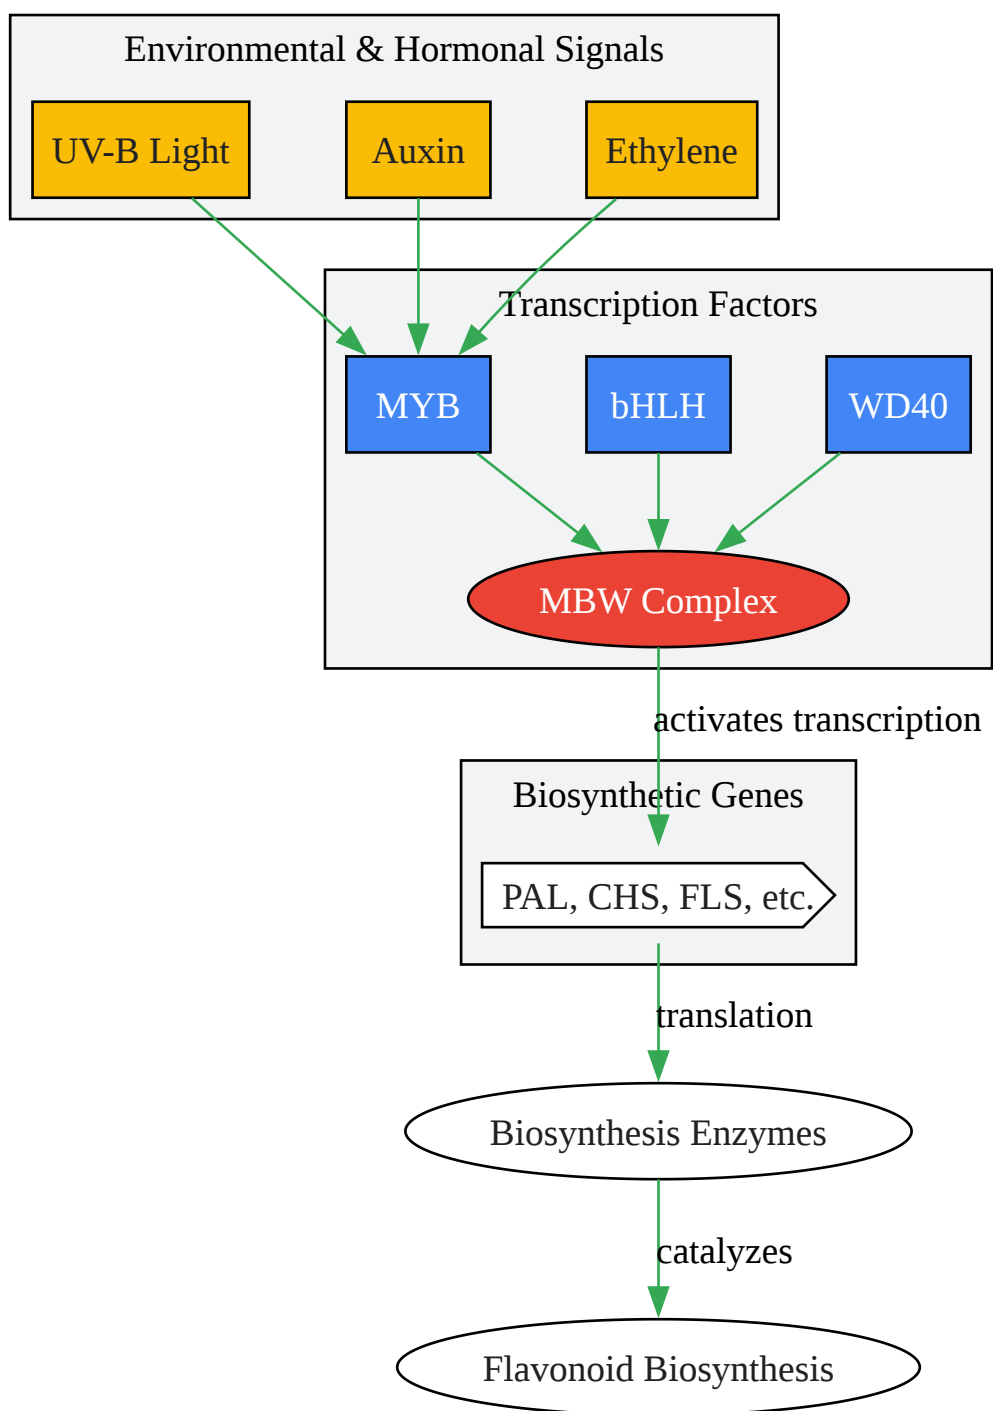 Environmental & Hormonal Signals
UV-B Light
Auxin
Ethylene
Transcription Factors
MYB
bHLH
WD40
MBW Complex
activates transcription
Biosynthetic Genes
PAL, CHS, FLS, etc.
translation
Biosynthesis Enzymes
catalyzes
Flavonoid Biosynthesis